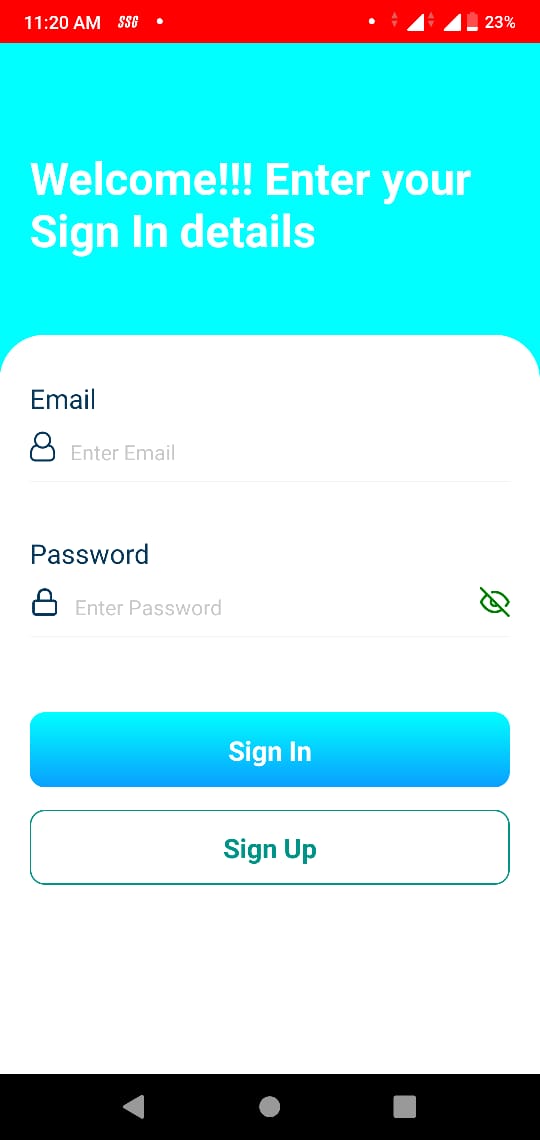 11:20 AM SSG 23%
Welcome!!! Enter your
Sign In details
Email
Enter Email
Password
Enter Password
Sign In
Sign Up